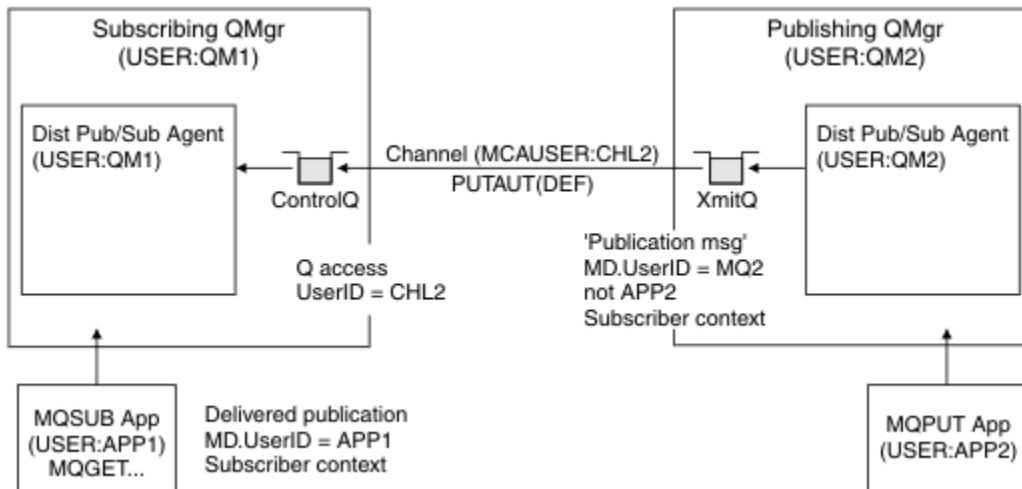 Subscribing QMgr
(USER:QM1)
Dist Pub/Sub Agent
(USER:QM1)
ControlQ
Q access
UserID = CHL2
Channel (MCAUSER:CHL2)
PUTAUT(DEF)
Publishing QMgr
(USER:QM2)
Dist Pub/Sub Agent
(USER:QM2)
XmitQ
'Publication msg'
MD.UserID = MQ2
not APP2
Subscriber context
MQSUB App
(USER:APP1)
MQGET...
Delivered publication
MD.UserID = APP1
Subscriber context
MQPUT App
(USER:APP2)